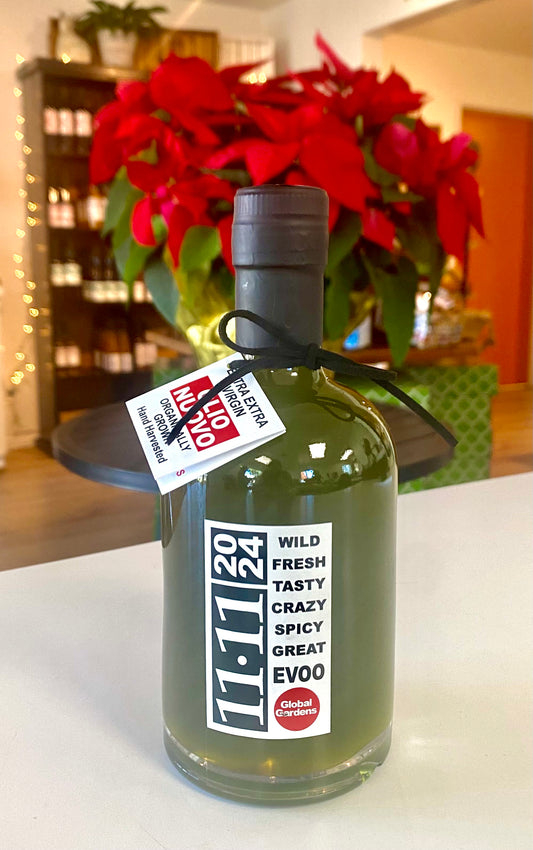 EXTRA EXTRA
VIRGIN
OLIO
NUOVO
ORGANICALLY
GROWN
Hand Harvested
S
11·11
20
24
WILD
FRESH
TASTY
CRAZY
SPICY
GREAT
EVOO
Global
Gardens